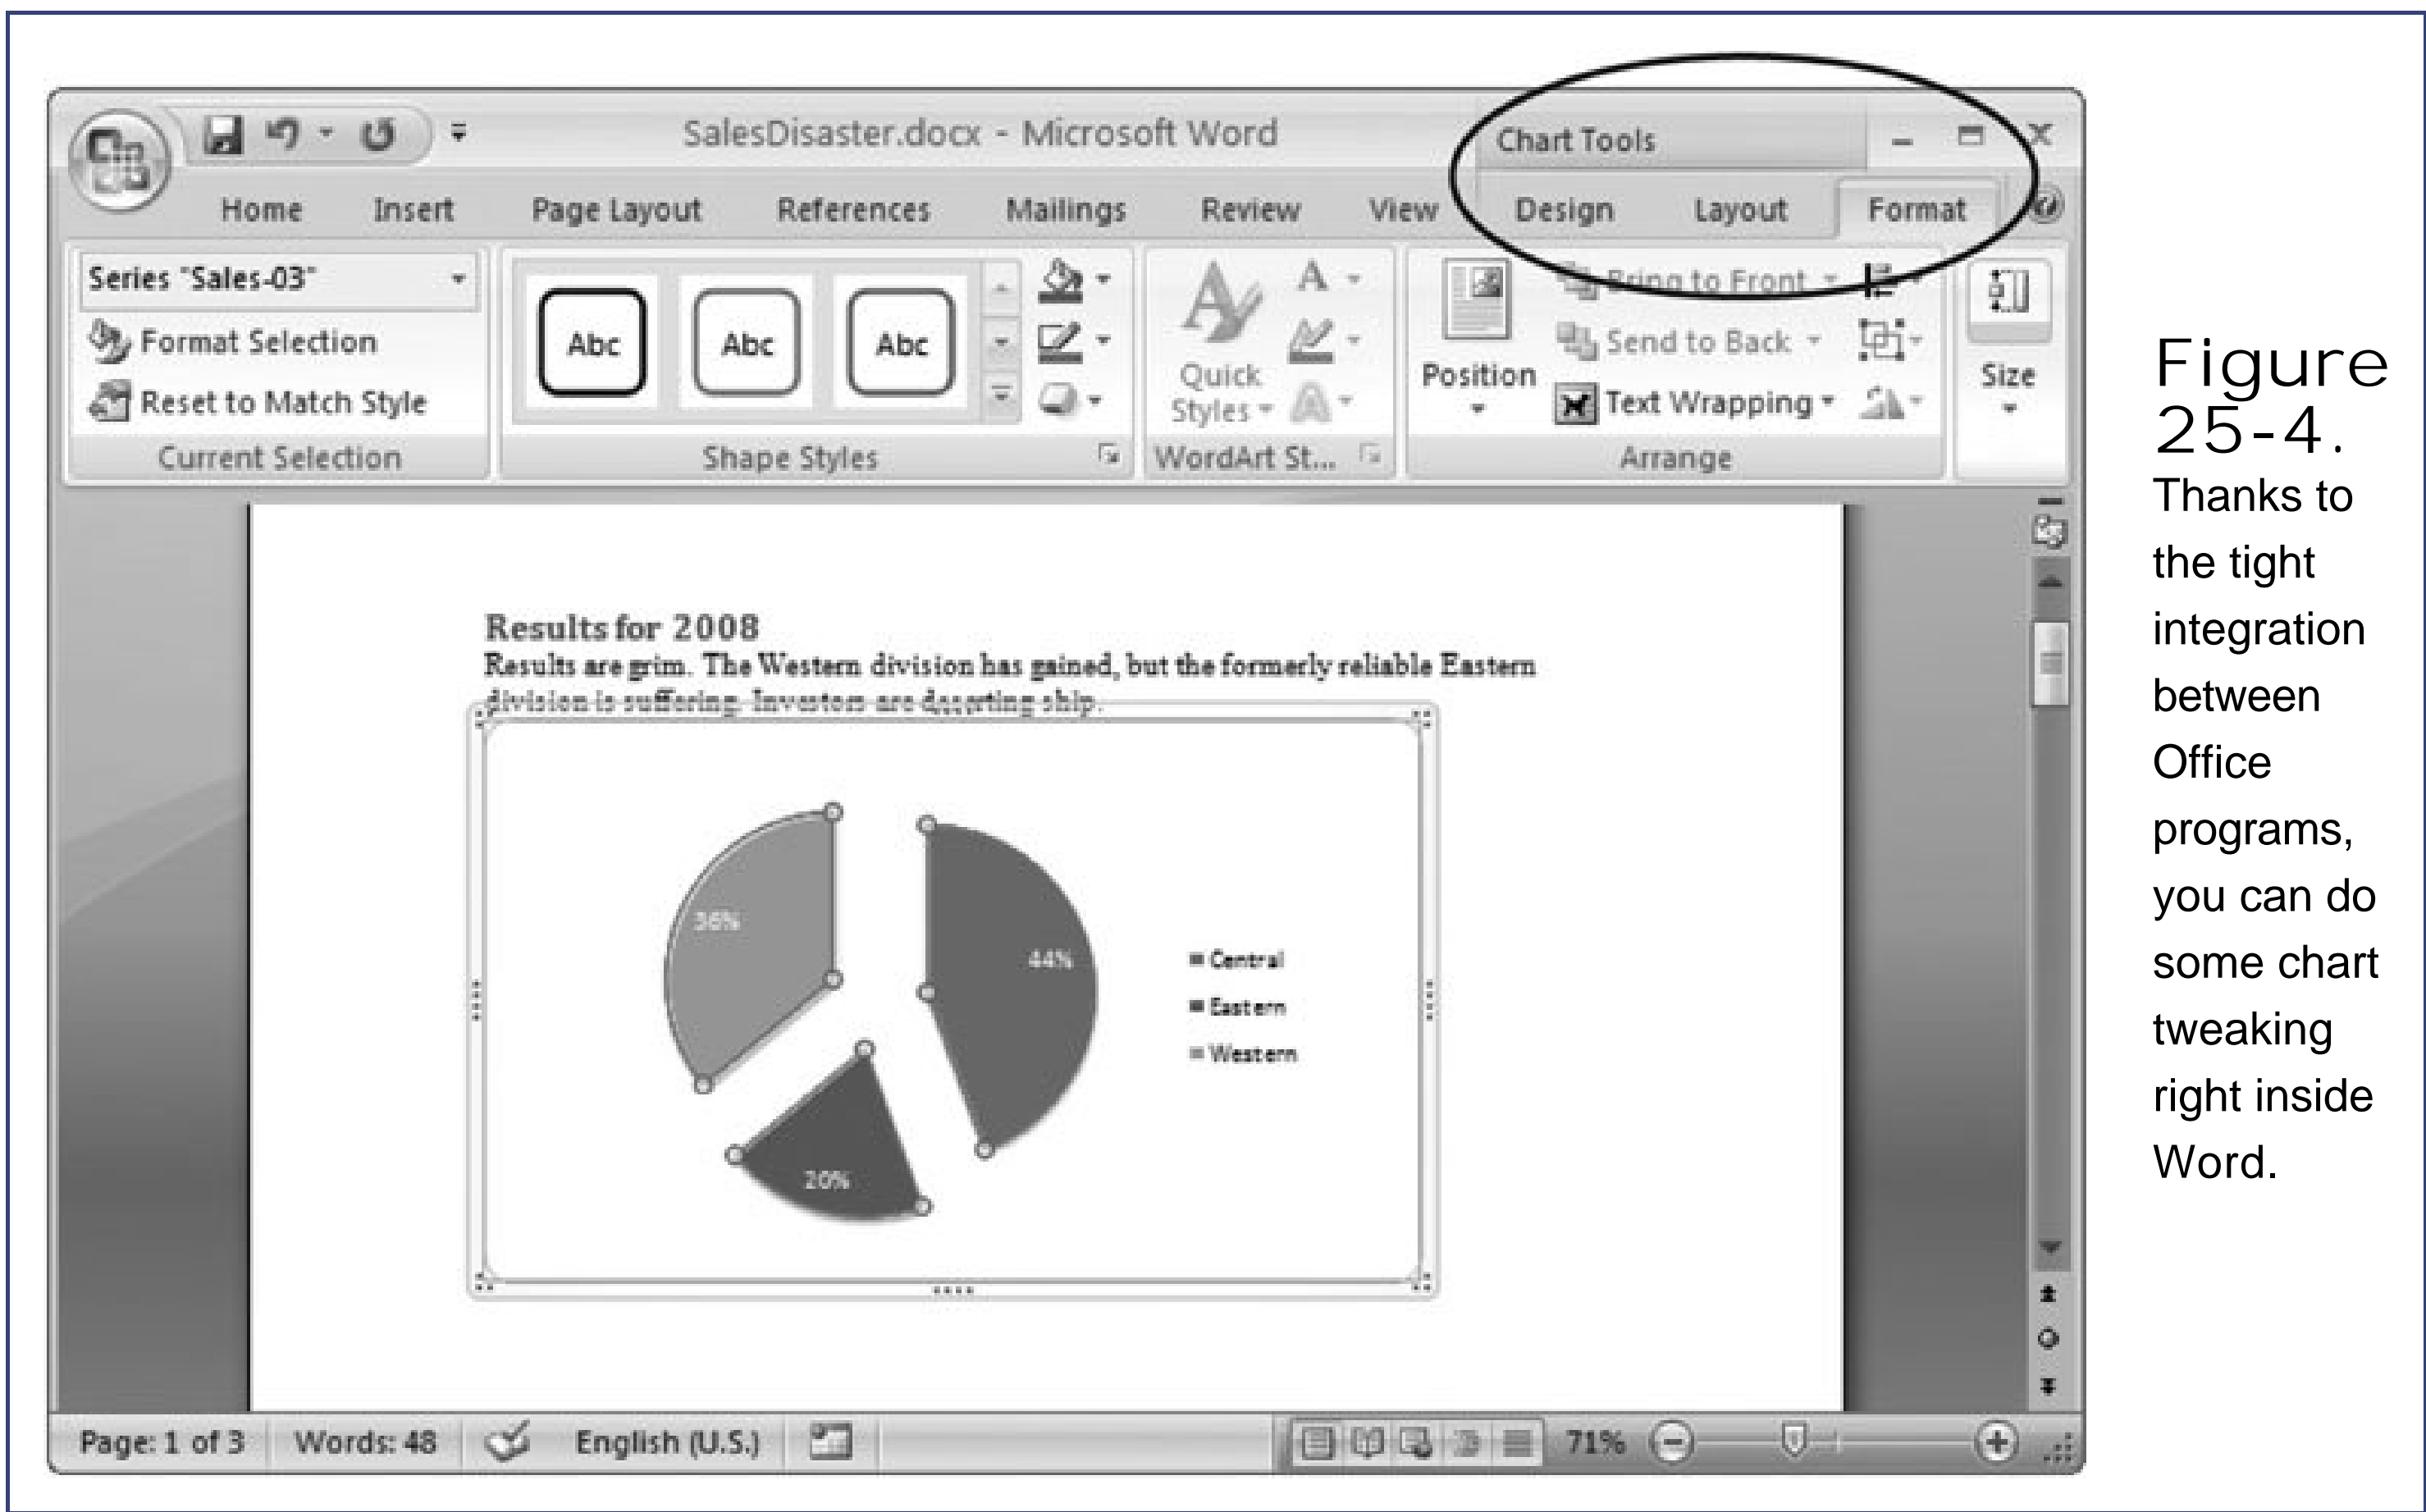 SalesDisaster.docx - Microsoft Word
Chart Tools
Home Insert Page Layout References Mailings Review View Design Layout Format
Series "Sales-03"
Format Selection
Reset to Match Style
Current Selection
Abc Abc Abc
Shape Styles
A
Quick
Styles
WordArt St...
Position
Bring to Front
Send to Back
Text Wrapping
Arrange
Size
Results for 2008
Results are grim. The Western division has gained, but the formerly reliable Eastern
division is suffering. Investors are deserting ship.
36%
44%
20%
Central
Eastern
Western
Page: 1 of 3 Words: 48 English (U.S.) 71%
Figure
25-4.
Thanks to
the tight
integration
between
Office
programs,
you can do
some chart
tweaking
right inside
Word.